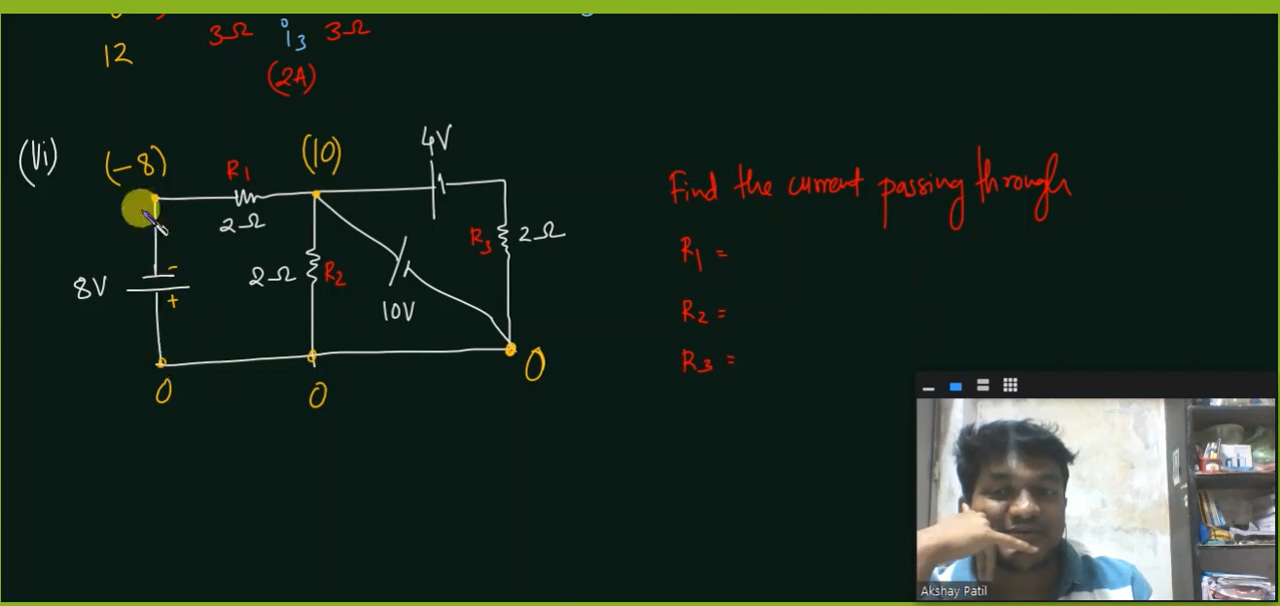 3Ω i3 3Ω
12
(2A)
(vi) (-8) R1 (10) 4V
2Ω
R3 2Ω
8V - + 2Ω R2 10V
0 0 0
Find the current passing through
R1 =
R2 =
R3 =
Akshay Patil